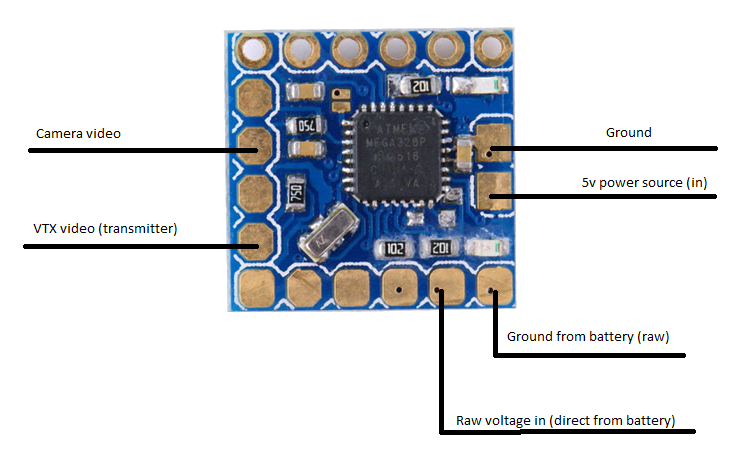 201
Camera video
750
ATMEL
MEGA328P
Ground
5v power source (in)
750
VTX video (transmitter)
102
201
Ground from battery (raw)
Raw voltage in (direct from battery)